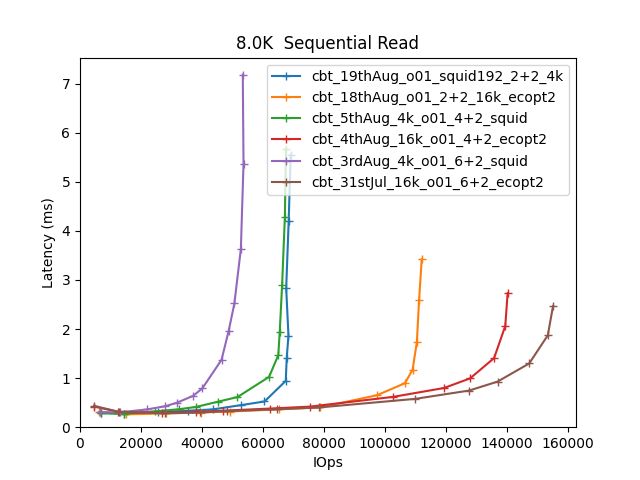 8.0K  Sequential Read
cbt_19thAug_o01_squid192_2+2_4k
cbt_18thAug_o01_2+2_16k_ecopt2
cbt_5thAug_4k_o01_4+2_squid
cbt_4thAug_16k_o01_4+2_ecopt2
cbt_3rdAug_4k_o01_6+2_squid
cbt_31stJul_16k_o01_6+2_ecopt2
Latency (ms)
7
6
5
4
3
2
1
0
0 20000 40000 60000 80000 100000 120000 140000 160000
IOps